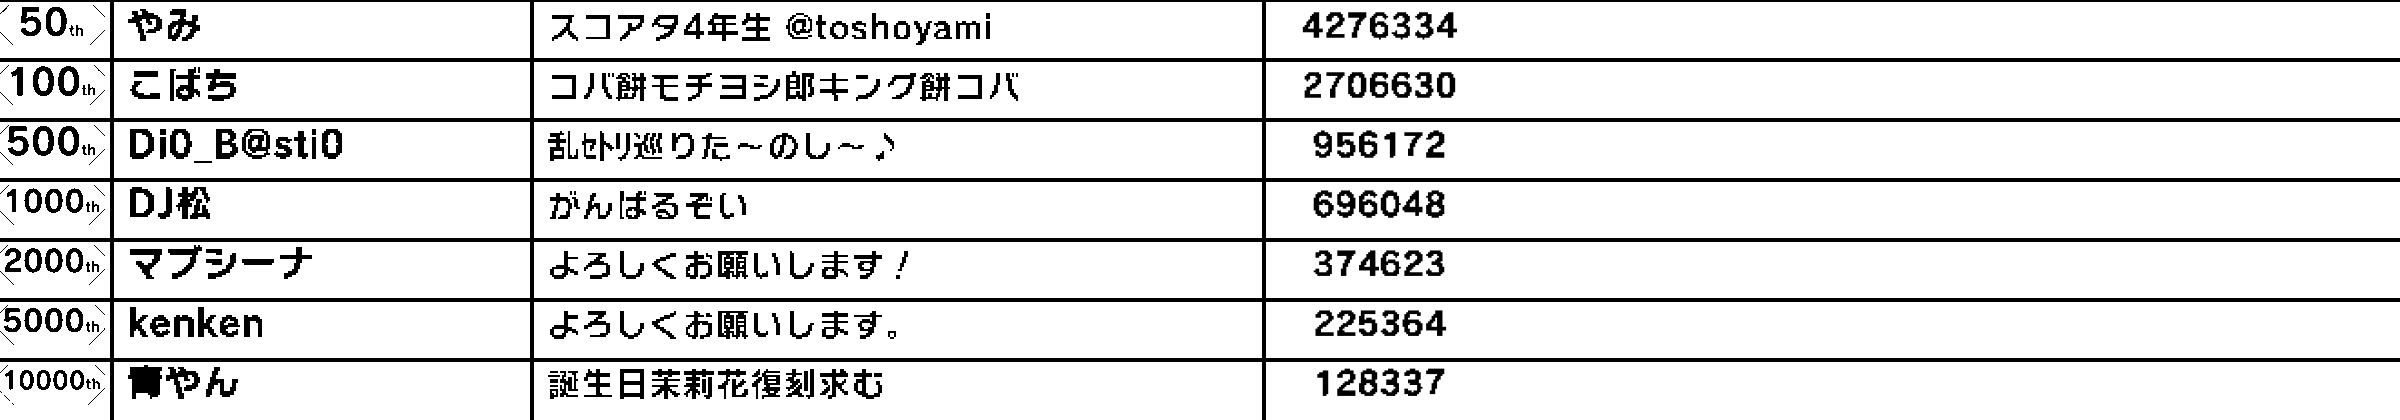 50th やみ スコアタ4年生 @toshoyami 4276334
100th こばち コバ餅モチヨシ郎キング餅コバ 2706630
500th Di0_B@sti0 乱ｾﾄﾘ巡りた～のし～♪ 956172
1000th DJ松 がんばるぞい 696048
2000th マブシーナ よろしくお願いします！ 374623
5000th kenken よろしくお願いします。 225364
10000th 青やん 誕生日茉莉花復刻求む 128337